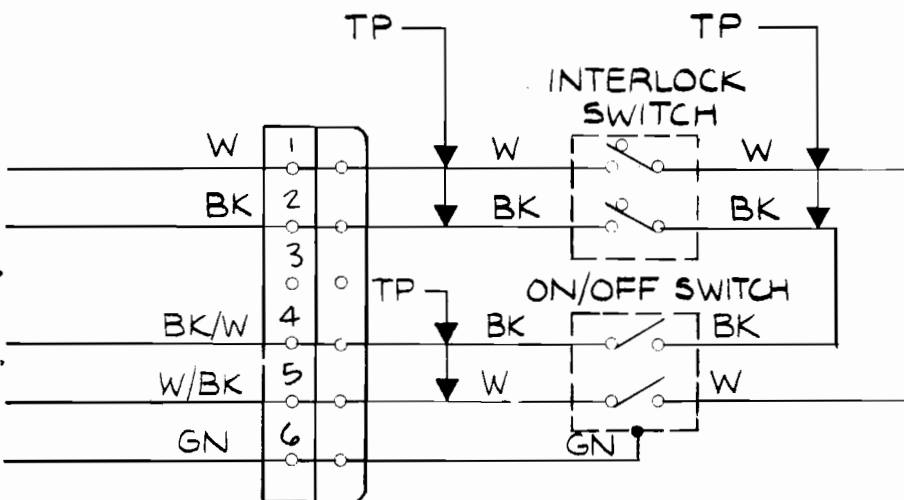 TP
TP
INTERLOCK
SWITCH
W
1
W
W
BK
2
BK
BK
3
TP
ON/OFF SWITCH
BK/W
4
BK
BK
W/BK
5
W
W
GN
6
GN